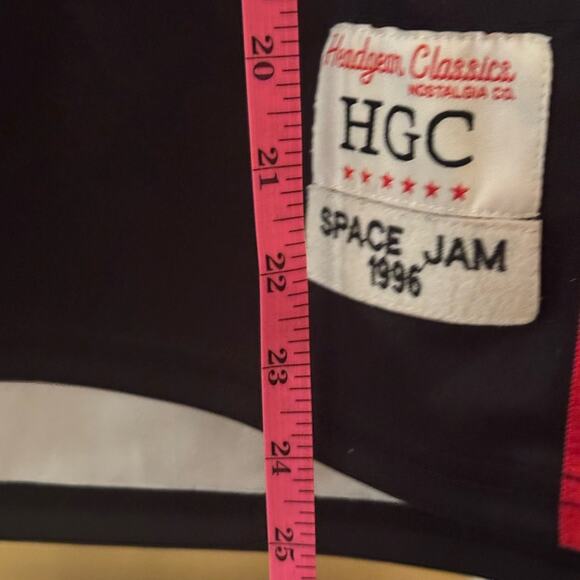 20
21
22
23
24
25
Headgear Classics
NOSTALGIA CO.
HGC
SPACE JAM
1996